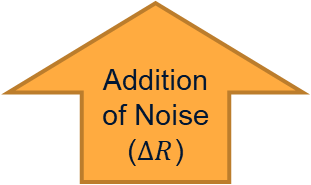 Addition
of Noise
(Δ𝑅)